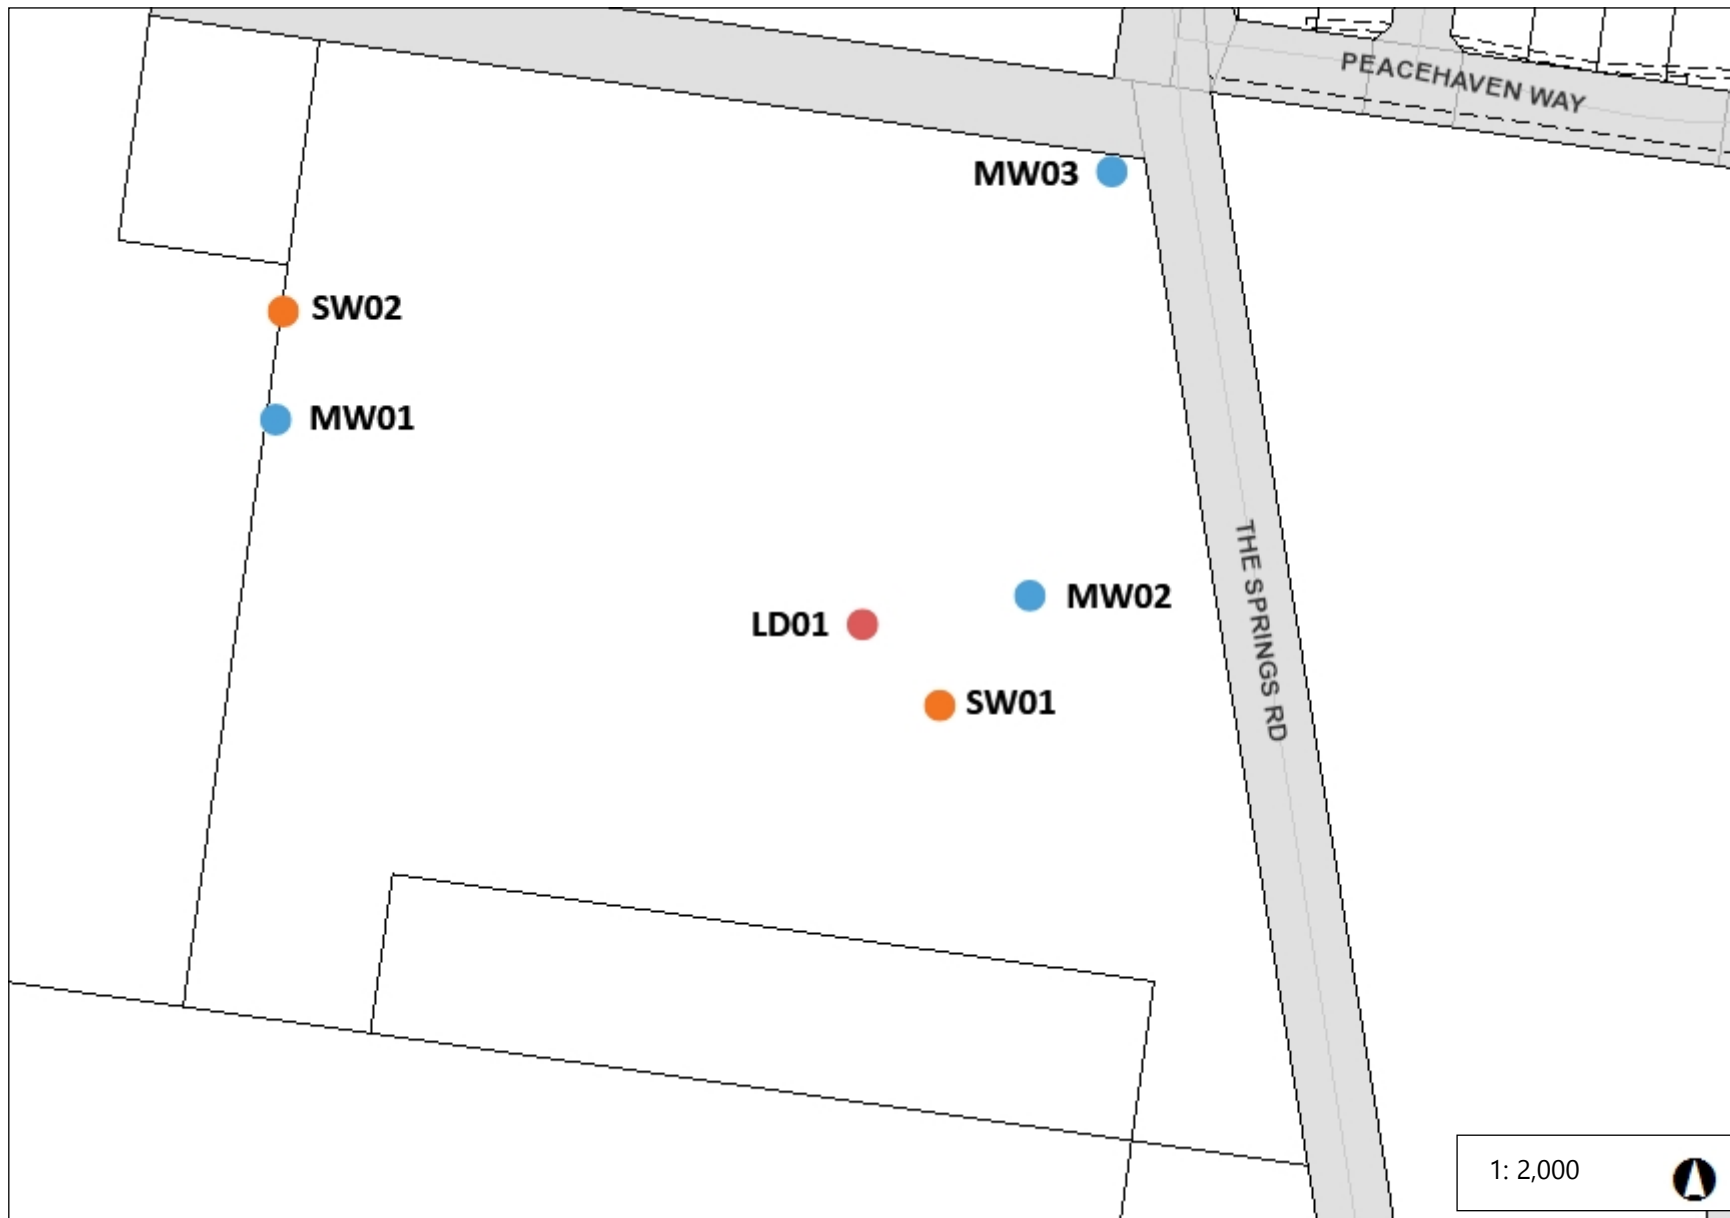 PEACEHAVEN WAY
MW03
SW02
MW01
THE SPRINGS RD
MW02
LD01
SW01
1: 2,000